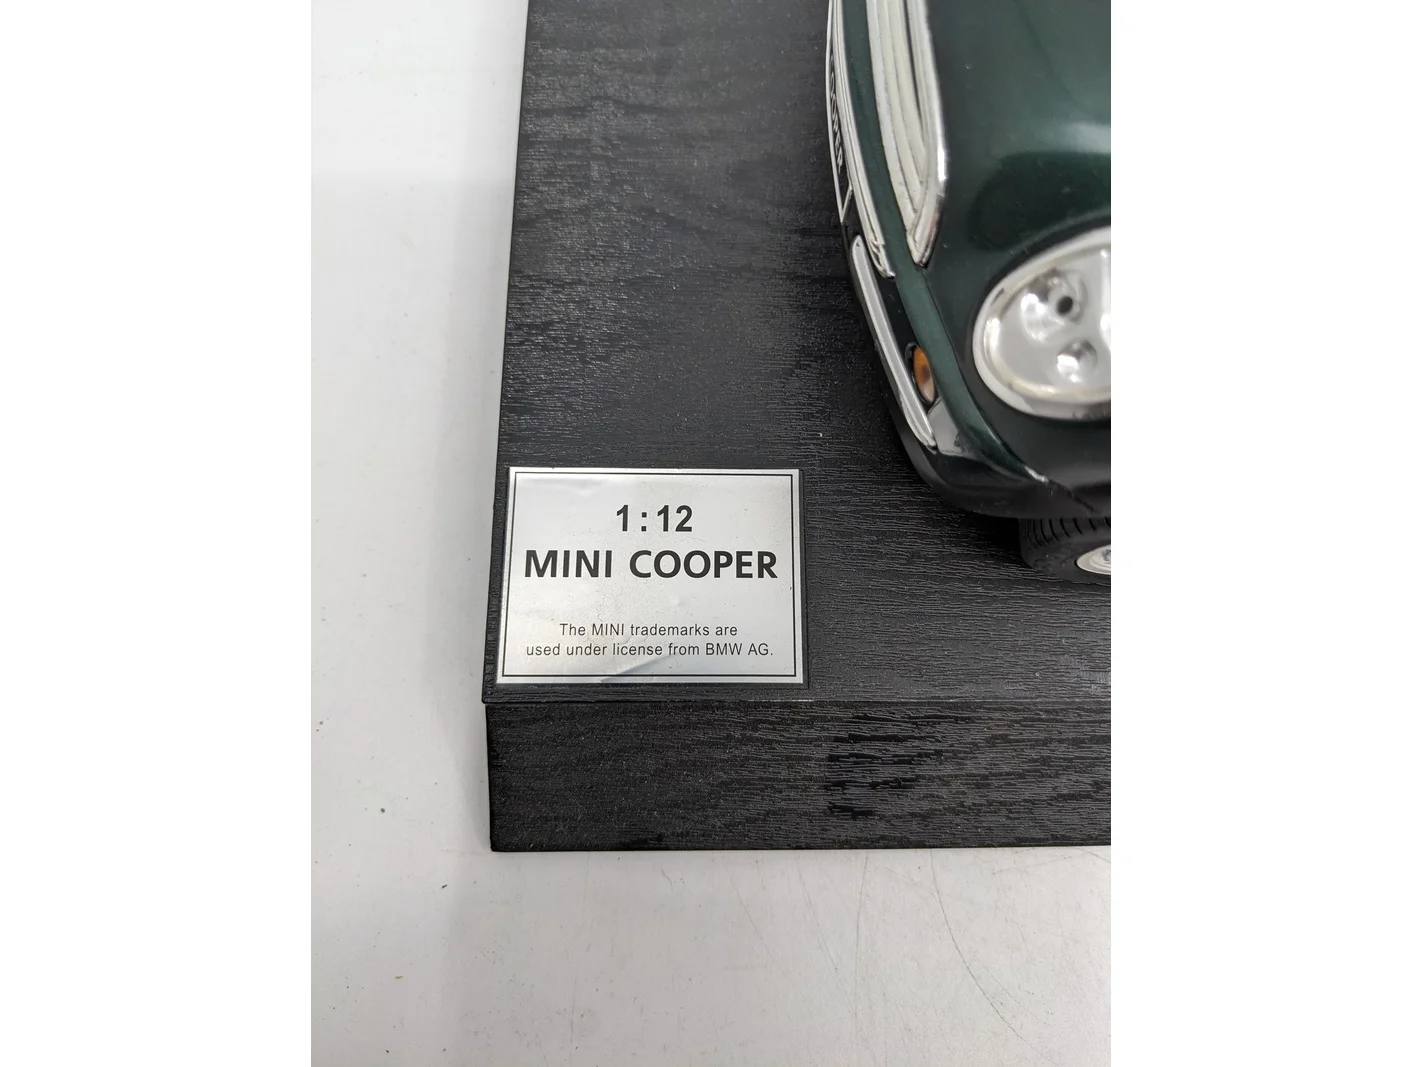 1:12
MINI COOPER
The MINI trademarks are
used under license from BMW AG.